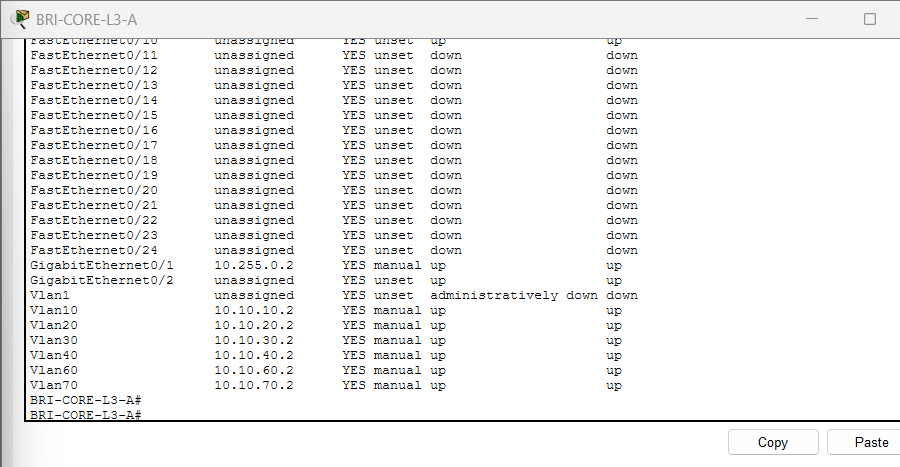 BRI-CORE-L3-A
FastEthernet0/10 unassigned YES unset up up
FastEthernet0/11 unassigned YES unset down down
FastEthernet0/12 unassigned YES unset down down
FastEthernet0/13 unassigned YES unset down down
FastEthernet0/14 unassigned YES unset down down
FastEthernet0/15 unassigned YES unset down down
FastEthernet0/16 unassigned YES unset down down
FastEthernet0/17 unassigned YES unset down down
FastEthernet0/18 unassigned YES unset down down
FastEthernet0/19 unassigned YES unset down down
FastEthernet0/20 unassigned YES unset down down
FastEthernet0/21 unassigned YES unset down down
FastEthernet0/22 unassigned YES unset down down
FastEthernet0/23 unassigned YES unset down down
FastEthernet0/24 unassigned YES unset down down
GigabitEthernet0/1 10.255.0.2 YES manual up up
GigabitEthernet0/2 unassigned YES unset up up
Vlan1 unassigned YES unset administratively down down
Vlan10 10.10.10.2 YES manual up up
Vlan20 10.10.20.2 YES manual up up
Vlan30 10.10.30.2 YES manual up up
Vlan40 10.10.40.2 YES manual up up
Vlan60 10.10.60.2 YES manual up up
Vlan70 10.10.70.2 YES manual up up
BRI-CORE-L3-A#
BRI-CORE-L3-A#
Copy Paste